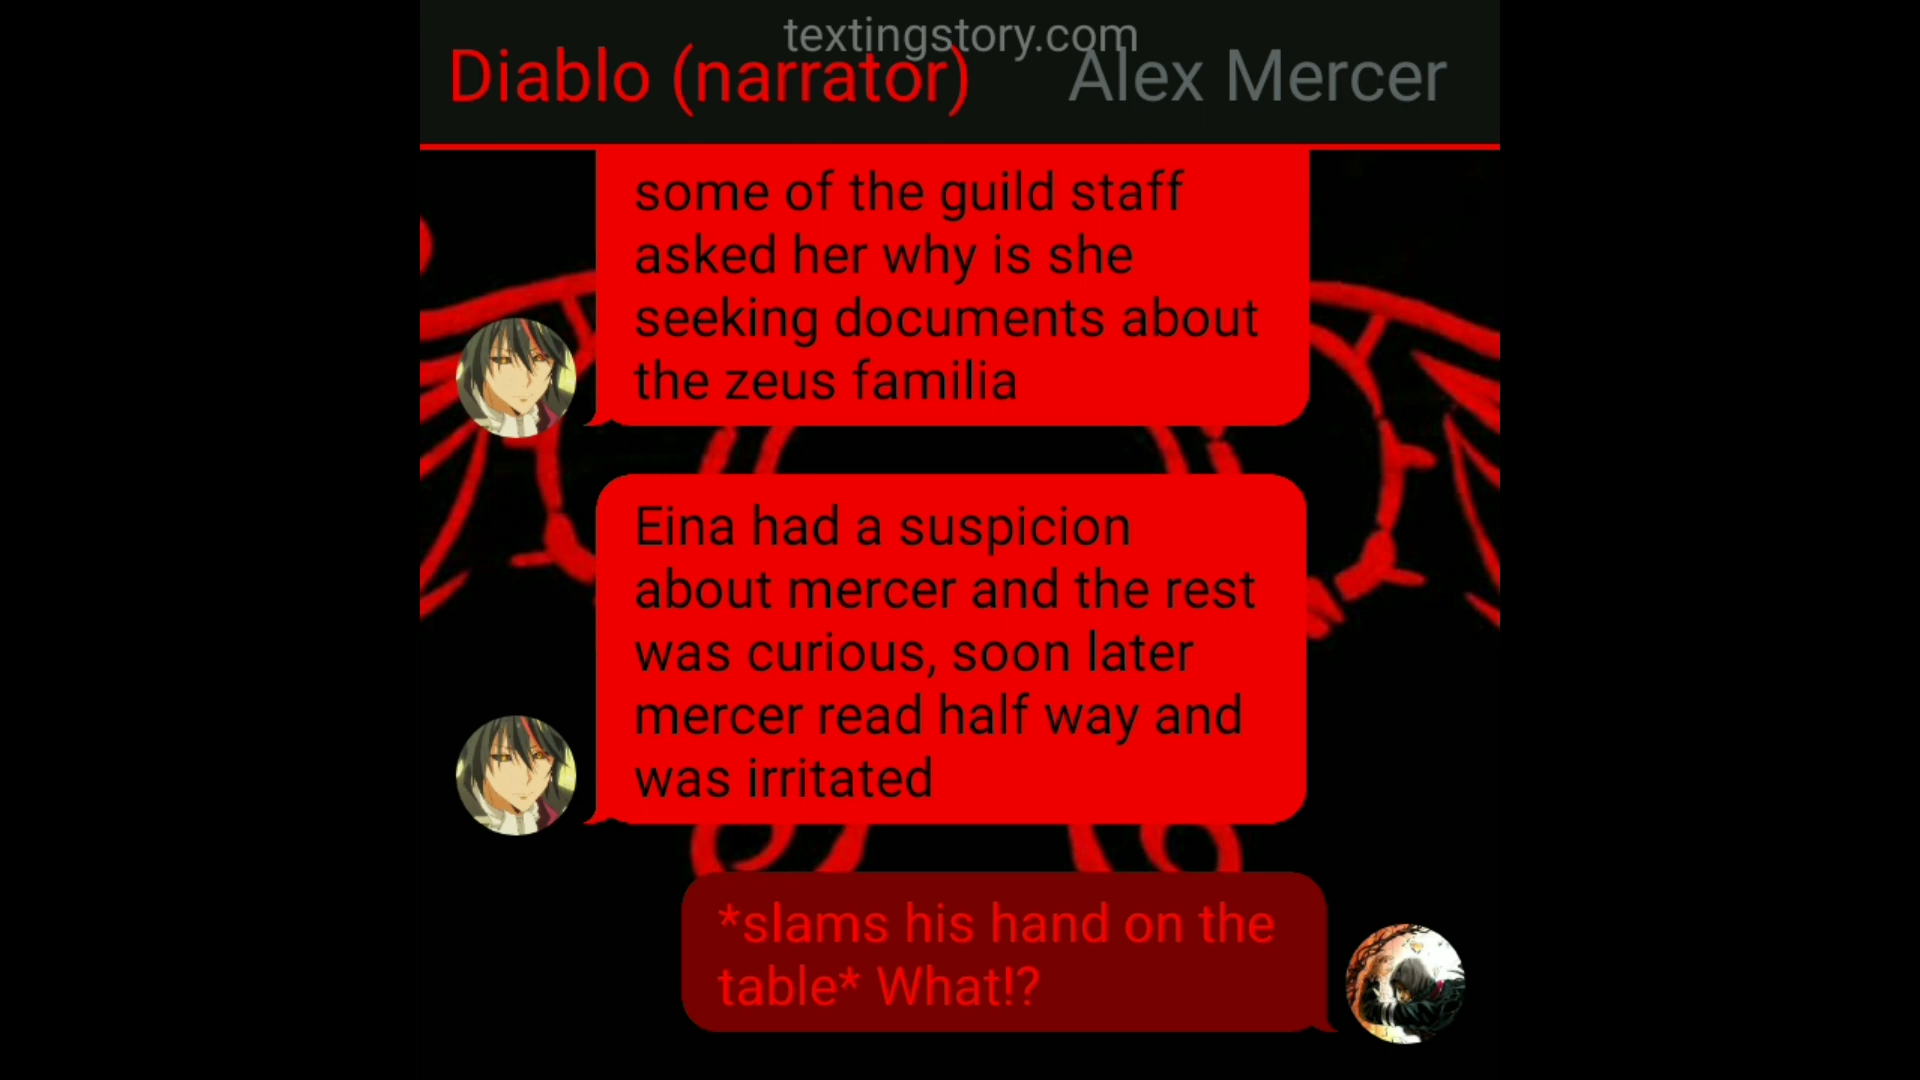 textingstory.com
Diablo (narrator) Alex Mercer
some of the guild staff
asked her why is she
seeking documents about
the zeus familia
Eina had a suspicion
about mercer and the rest
was curious, soon later
mercer read half way and
was irritated
*slams his hand on the
table* What!?